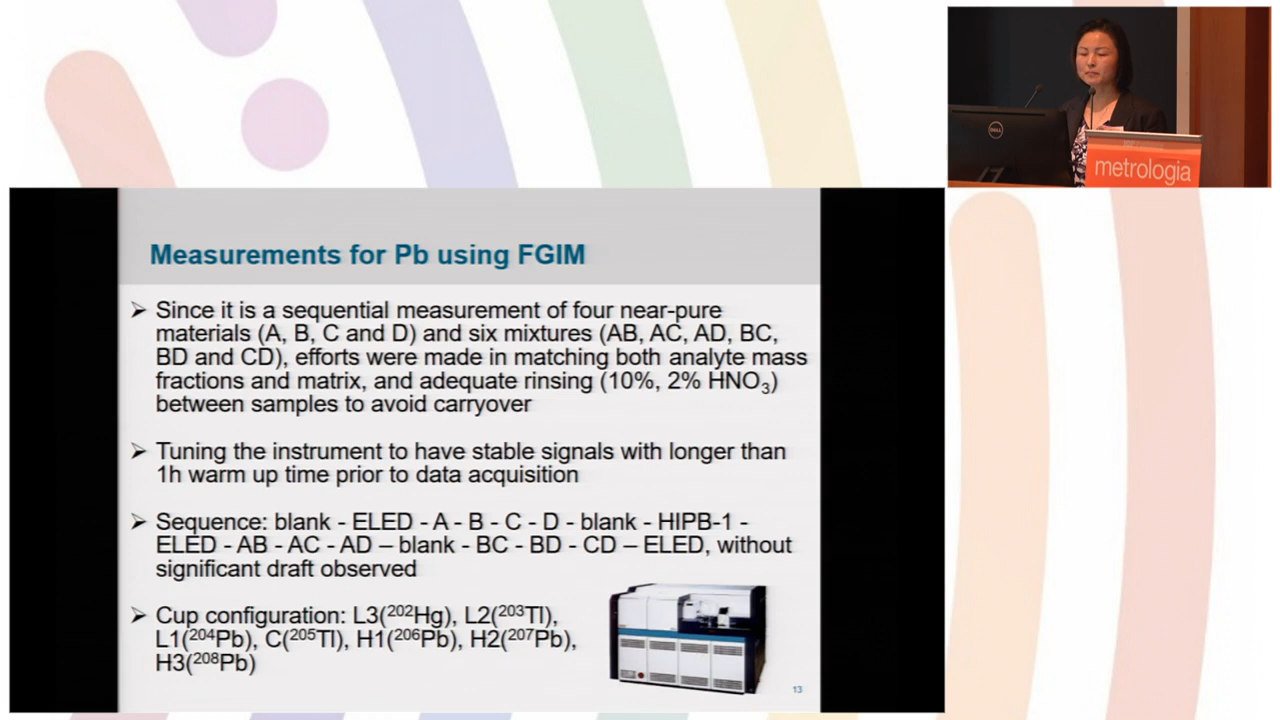 DELL
metrologia
Measurements for Pb using FGIM
➢ Since it is a sequential measurement of four near-pure
materials (A, B, C and D) and six mixtures (AB, AC, AD, BC,
BD and CD), efforts were made in matching both analyte mass
fractions and matrix, and adequate rinsing (10%, 2% HNO₃)
between samples to avoid carryover
➢ Tuning the instrument to have stable signals with longer than
1h warm up time prior to data acquisition
➢ Sequence: blank - ELED - A - B - C - D - blank - HIPB-1 -
ELED - AB - AC - AD – blank - BC - BD - CD – ELED, without
significant draft observed
➢ Cup configuration: L3(²⁰²Hg), L2(²⁰³Tl),
L1(²⁰⁴Pb), C(²⁰⁵Tl), H1(²⁰⁶Pb), H2(²⁰⁷Pb),
H3(²⁰⁸Pb)
13